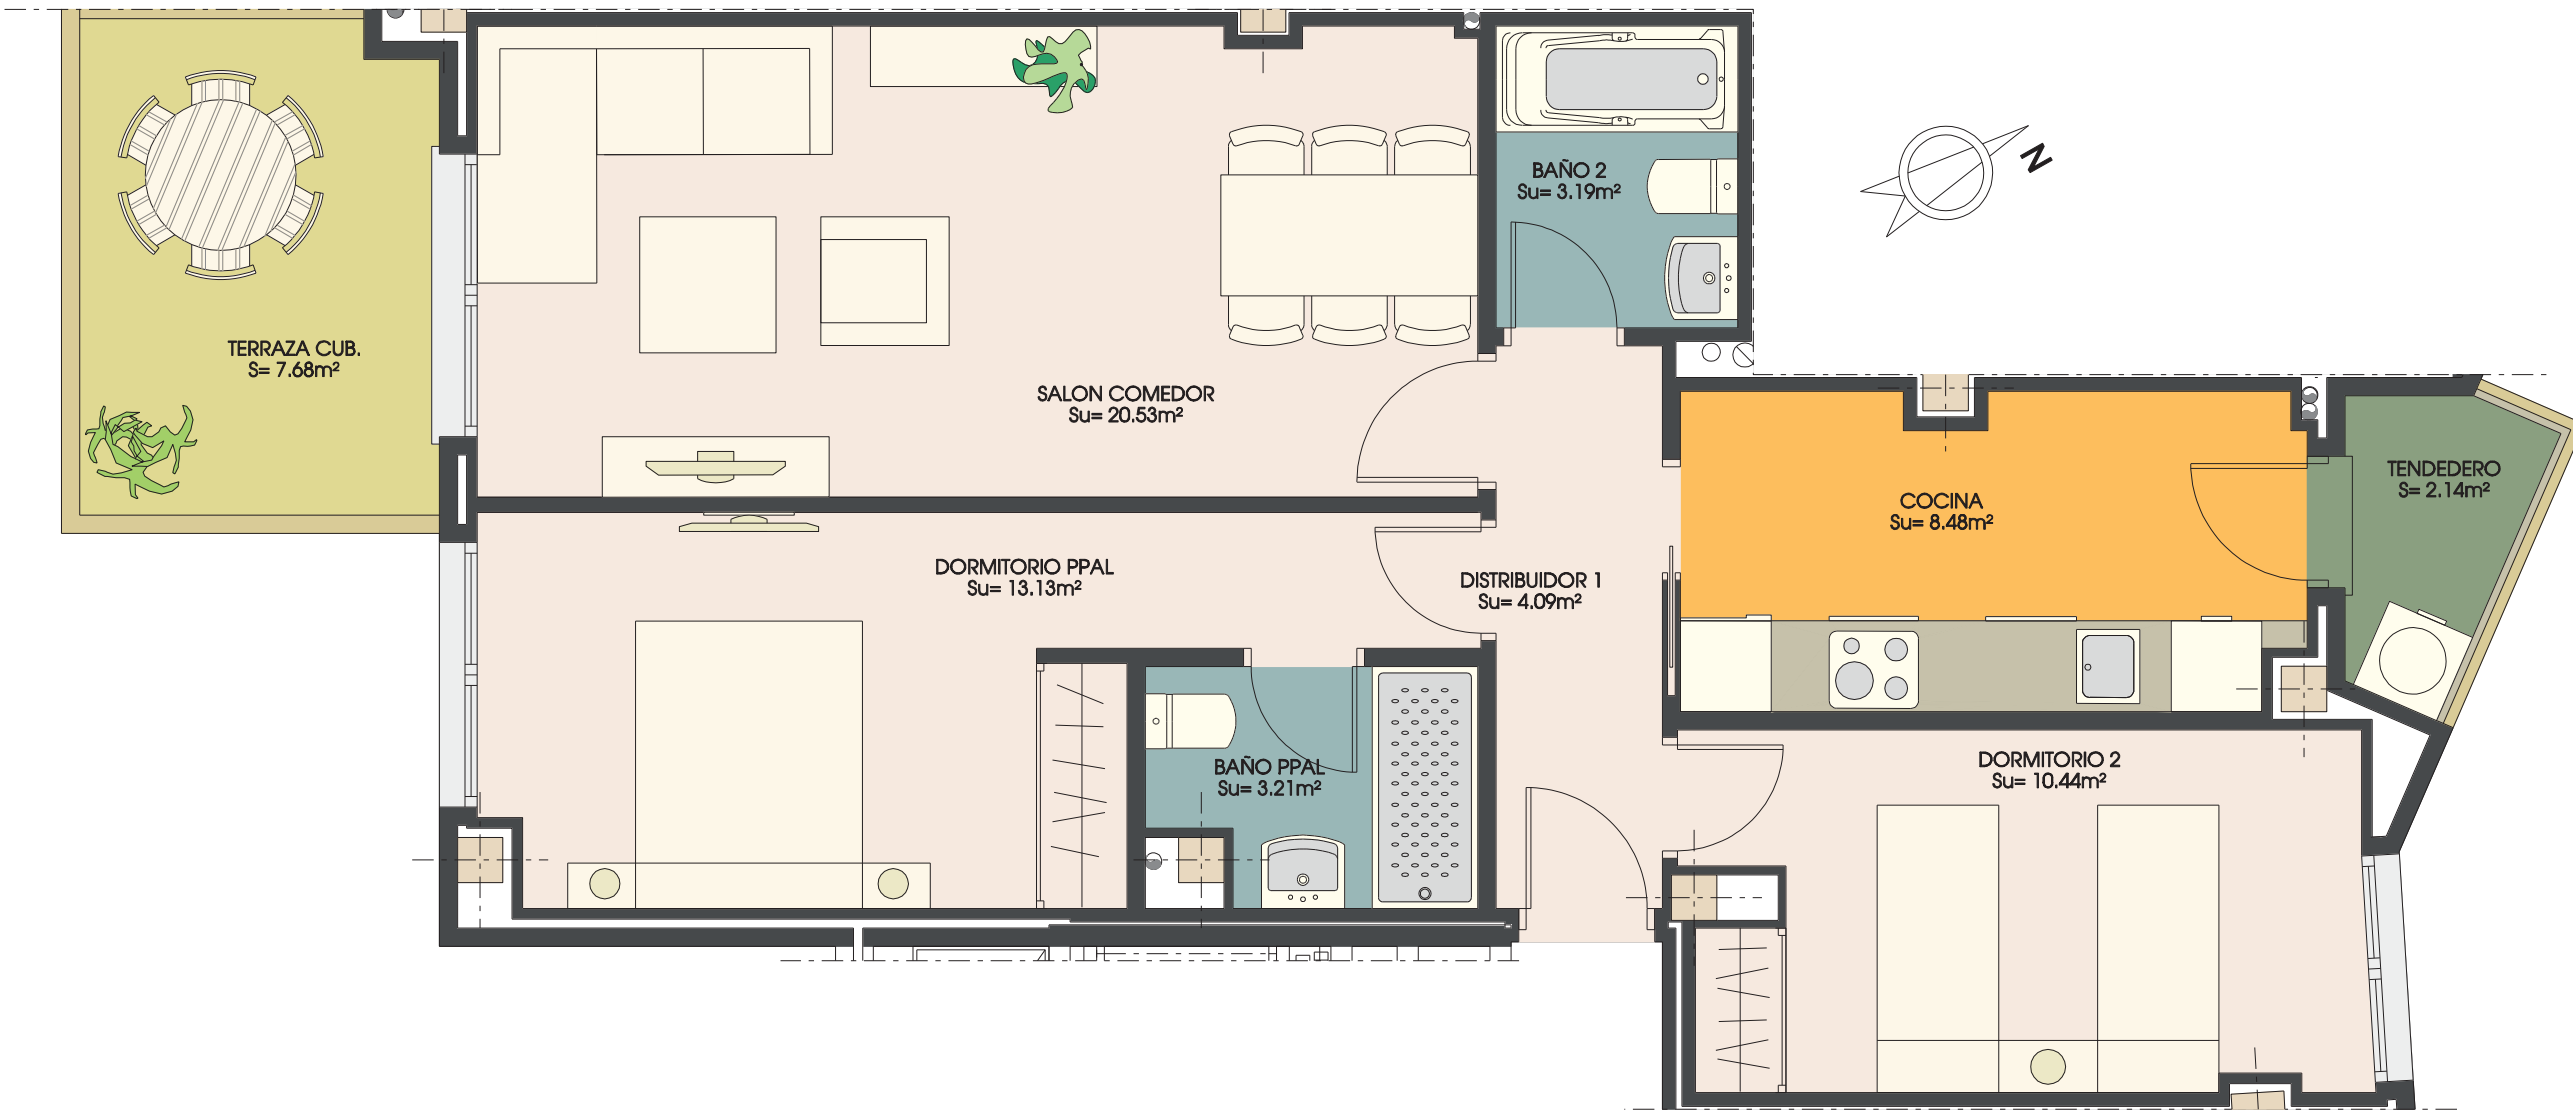 BAÑO 2
Su= 3.19m²
N
TERRAZA CUB.
S= 7.68m²
SALON COMEDOR
Su= 20.53m²
COCINA
Su= 8.48m²
TENDEDERO
S= 2.14m²
DORMITORIO PPAL
Su= 13.13m²
DISTRIBUIDOR 1
Su= 4.09m²
BAÑO PPAL
Su= 3.21m²
DORMITORIO 2
Su= 10.44m²